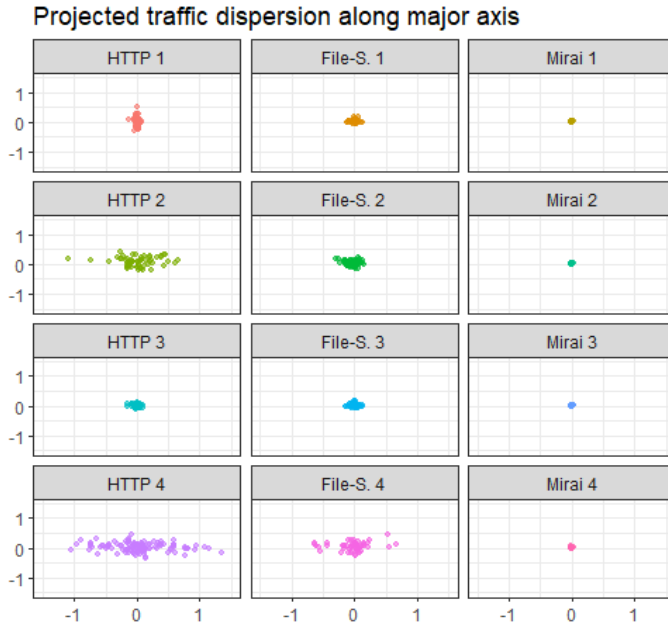 Projected traffic dispersion along major axis
HTTP 1 File-S. 1 Mirai 1
1
0
-1
HTTP 2 File-S. 2 Mirai 2
1
0
-1
HTTP 3 File-S. 3 Mirai 3
1
0
-1
HTTP 4 File-S. 4 Mirai 4
1
0
-1
-1 0 1 -1 0 1 -1 0 1